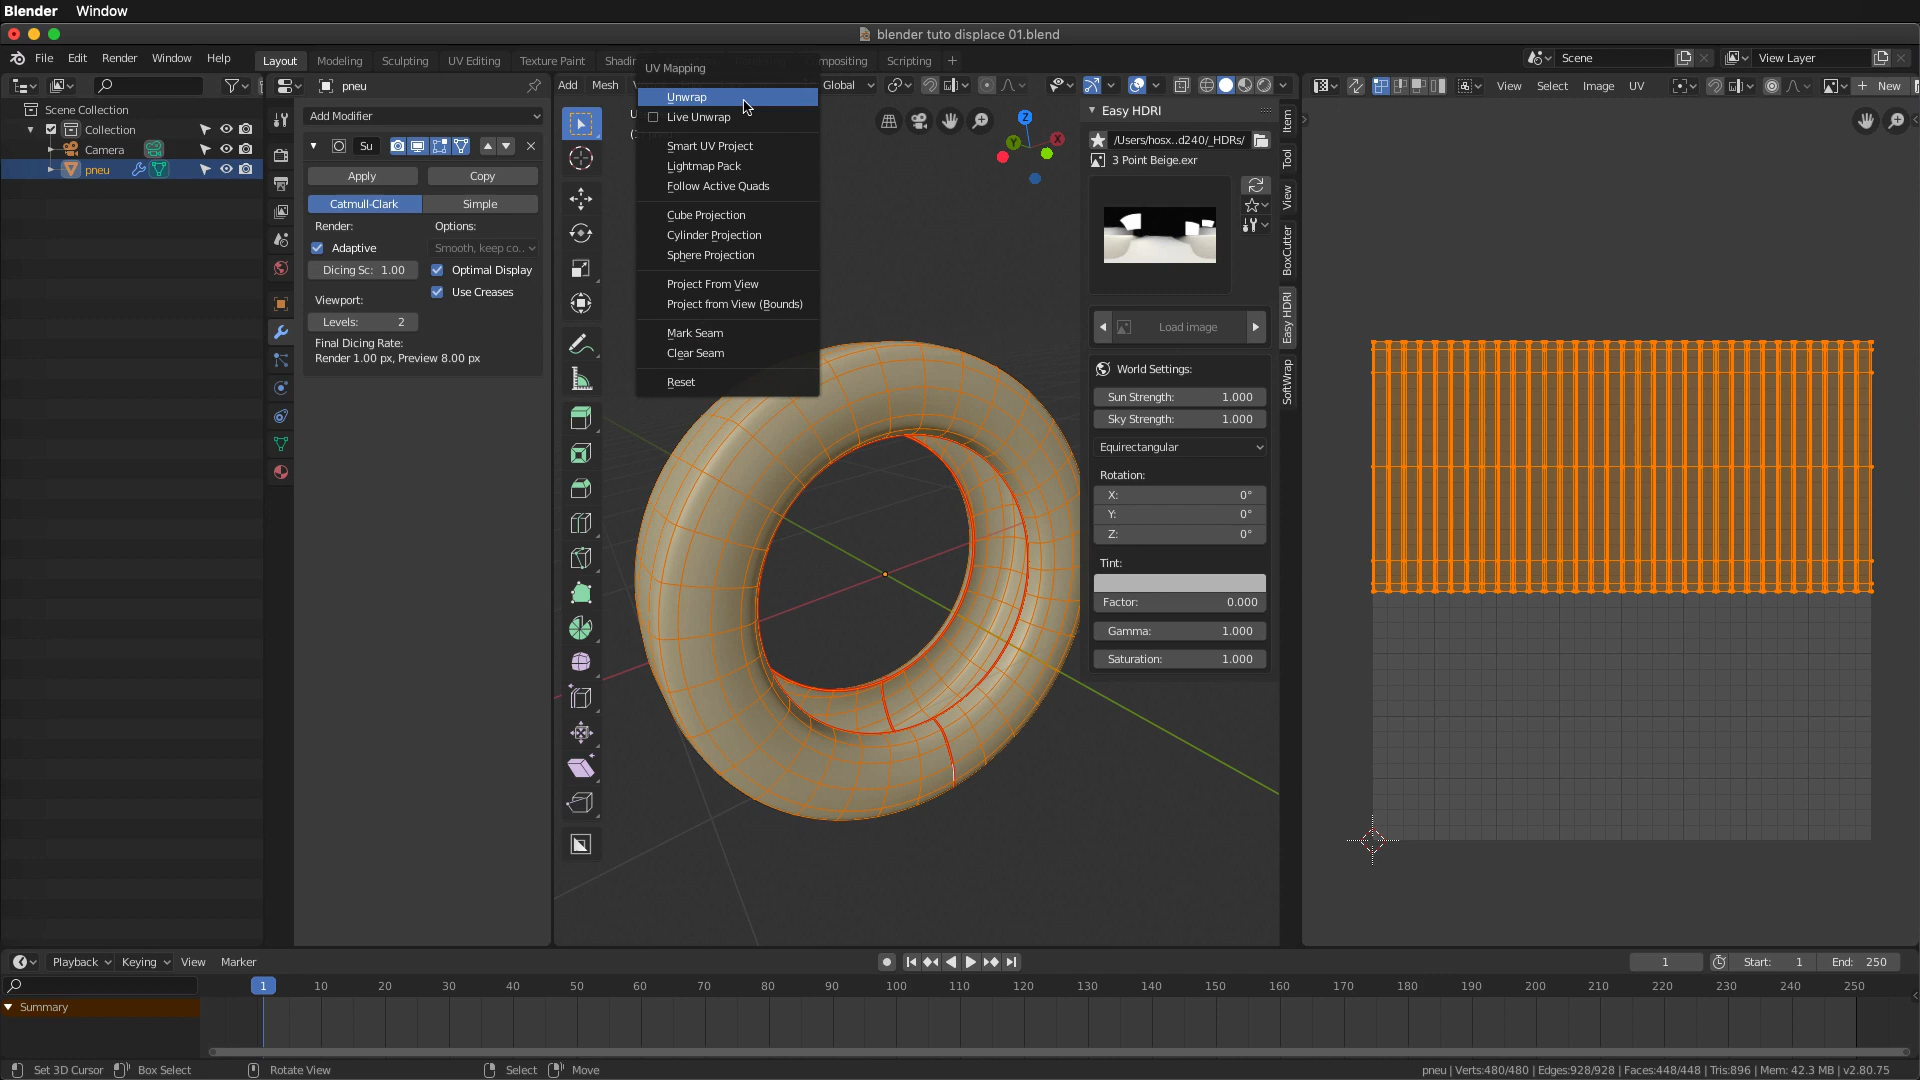 Blender Window
blender tuto displace 01.blend
File Edit Render Window Help Layout Modeling Sculpting UV Editing Texture Paint Scripting +
Scene
View Layer
pneu
Add Mesh
Global
View Select Image UV
+ New
Scene Collection
Collection
Camera
pneu
Add Modifier
Su
Apply Copy
Catmull-Clark Simple
Render: Options:
Adaptive
Smooth, keep co..
Dicing Sc: 1.00
Optimal Display
Use Creases
Viewport:
Levels: 2
Final Dicing Rate:
Render 1.00 px, Preview 8.00 px
UV Mapping
Unwrap
Live Unwrap
Smart UV Project
Lightmap Pack
Follow Active Quads
Cube Projection
Cylinder Projection
Sphere Projection
Project From View
Project from View (Bounds)
Mark Seam
Clear Seam
Reset
Z
Y
X
Easy HDRI
/Users/hosx..d240/_HDRs/
3 Point Beige.exr
Load image
World Settings:
Sun Strength: 1.000
Sky Strength: 1.000
Equirectangular
Rotation:
X: 0°
Y: 0°
Z: 0°
Tint:
Factor: 0.000
Gamma: 1.000
Saturation: 1.000
Item
Tool
View
BoxCutter
Easy HDRI
SoftWrap
Playback Keying View Marker
1
Start: 1
End: 250
1 10 20 30 40 50 60 70 80 90 100 110 120 130 140 150 160 170 180 190 200 210 220 230 240 250
Summary
Set 3D Cursor Box Select Rotate View Select Move
pneu | Verts:480/480 | Edges:928/928 | Faces:448/448 | Tris:896 | Mem: 42.3 MB | v2.80.75